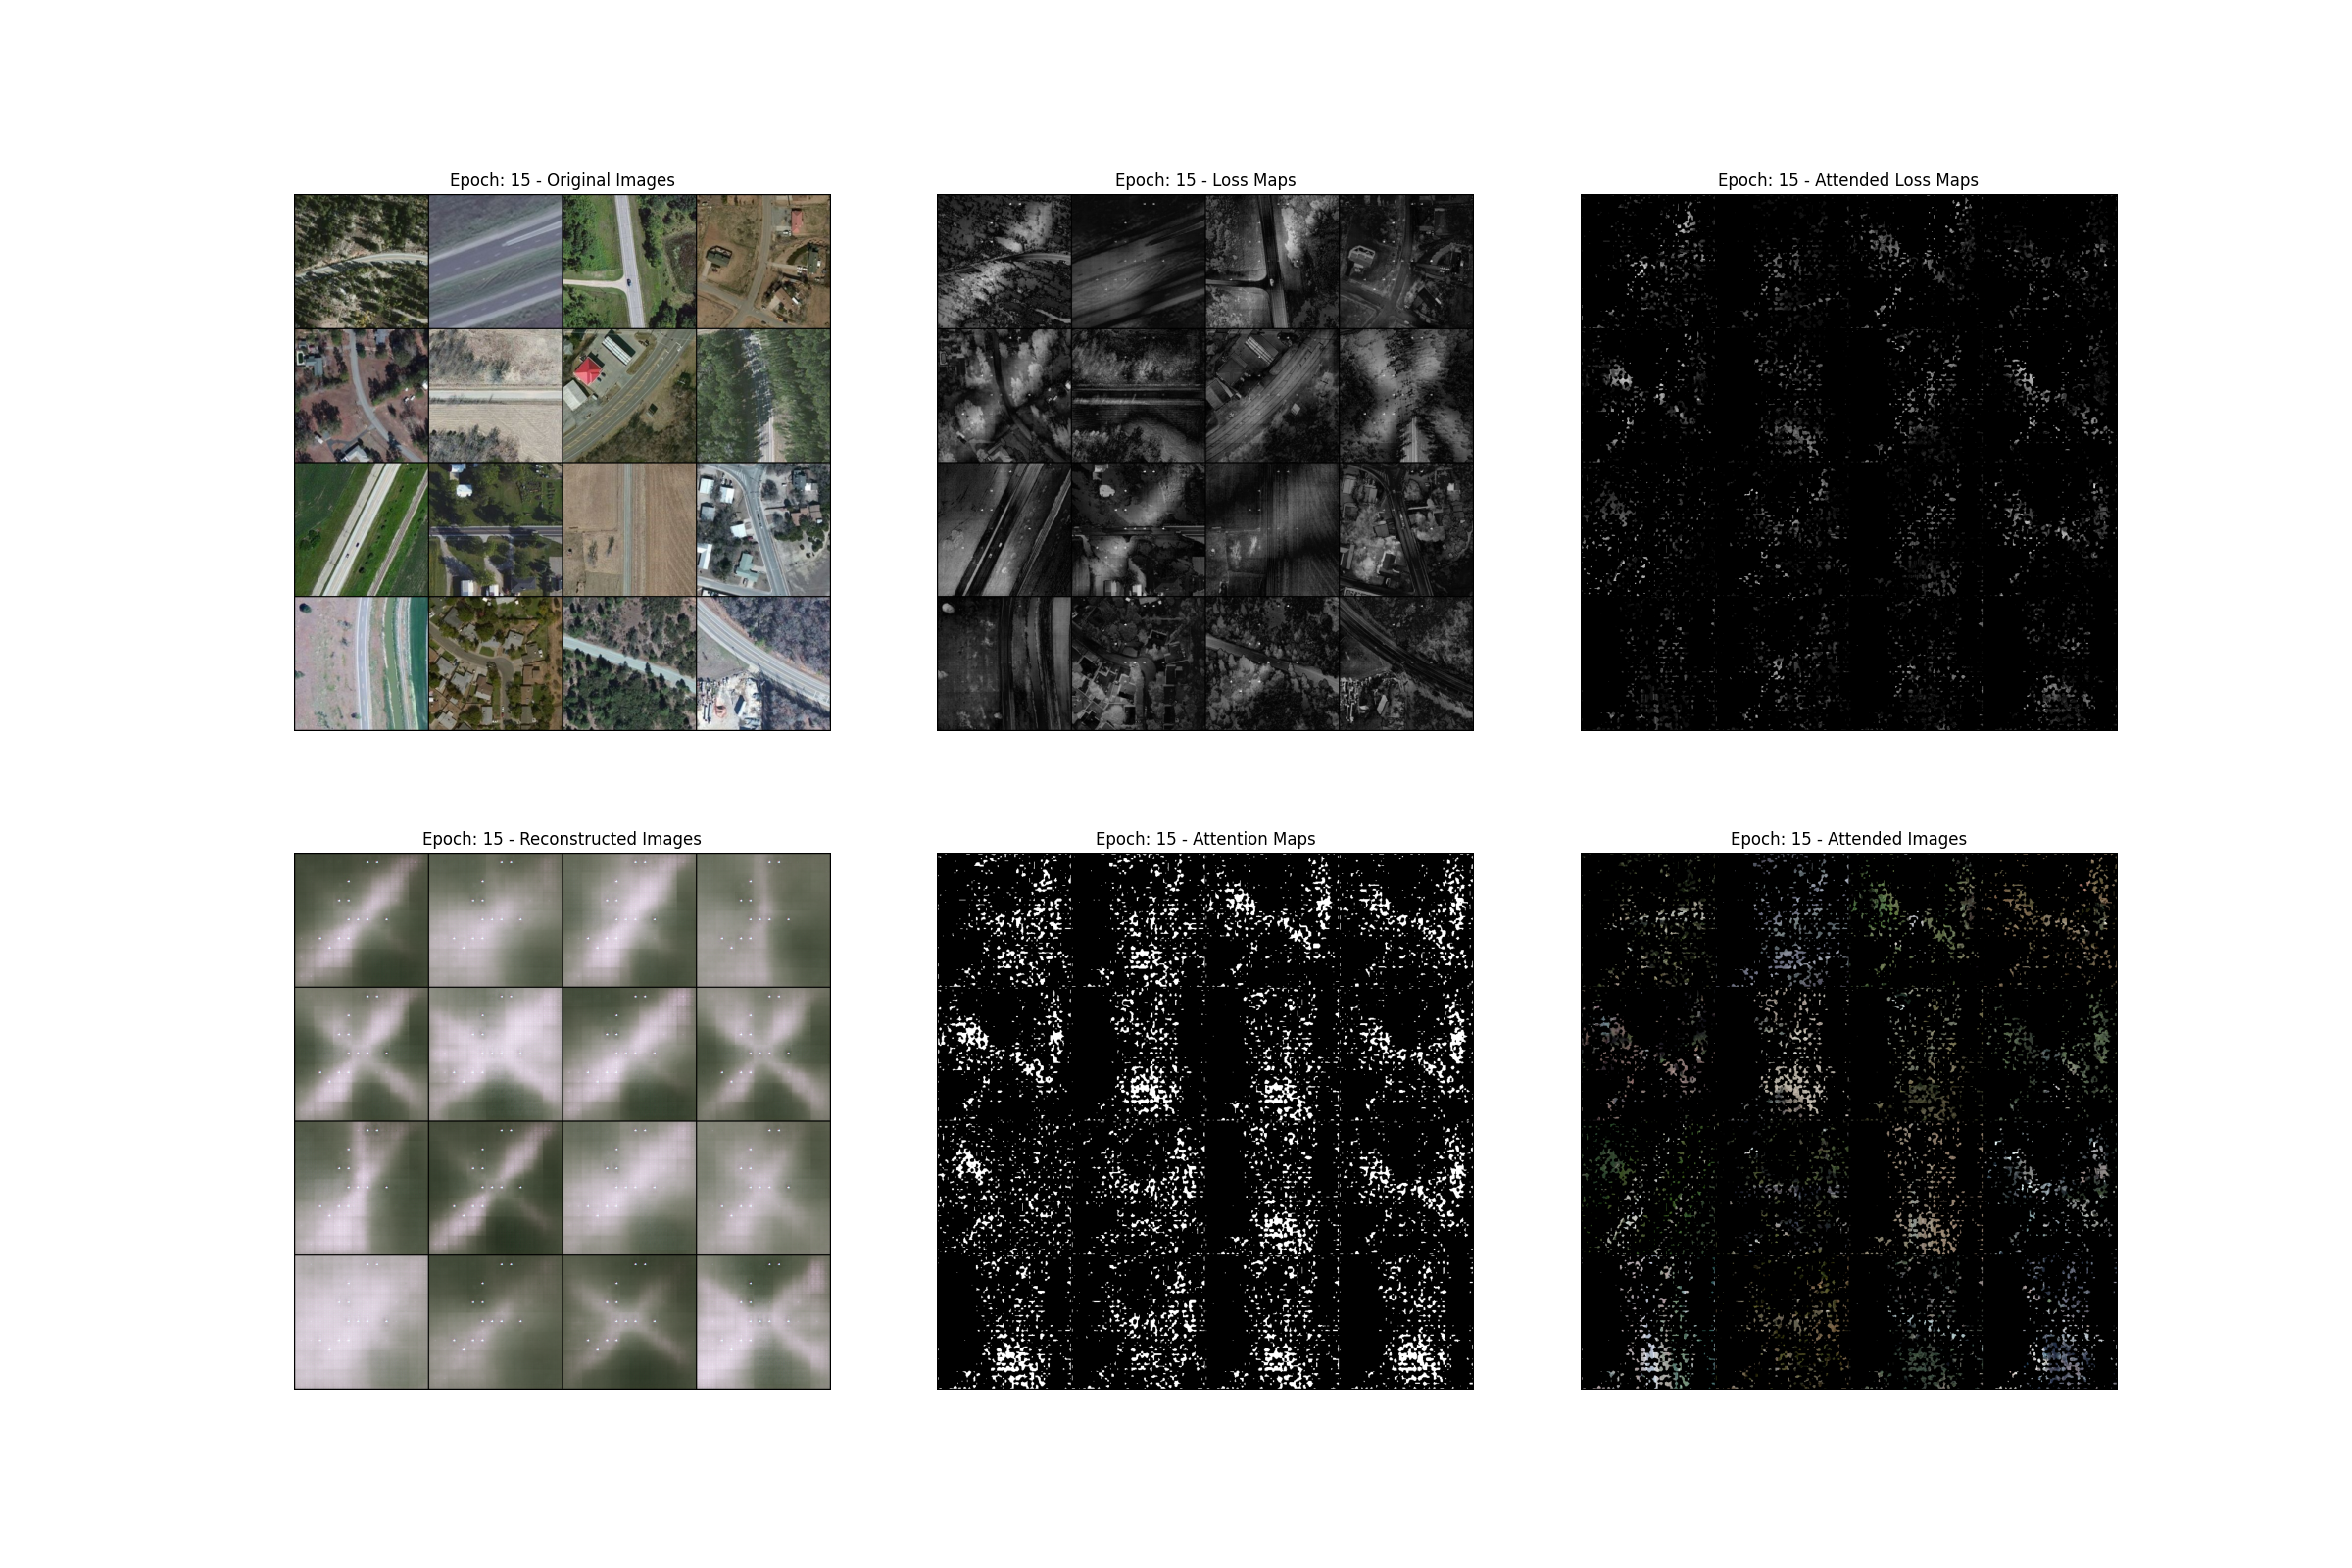 Epoch: 15 - Original Images
Epoch: 15 - Loss Maps
Epoch: 15 - Attended Loss Maps
Epoch: 15 - Reconstructed Images
Epoch: 15 - Attention Maps
Epoch: 15 - Attended Images